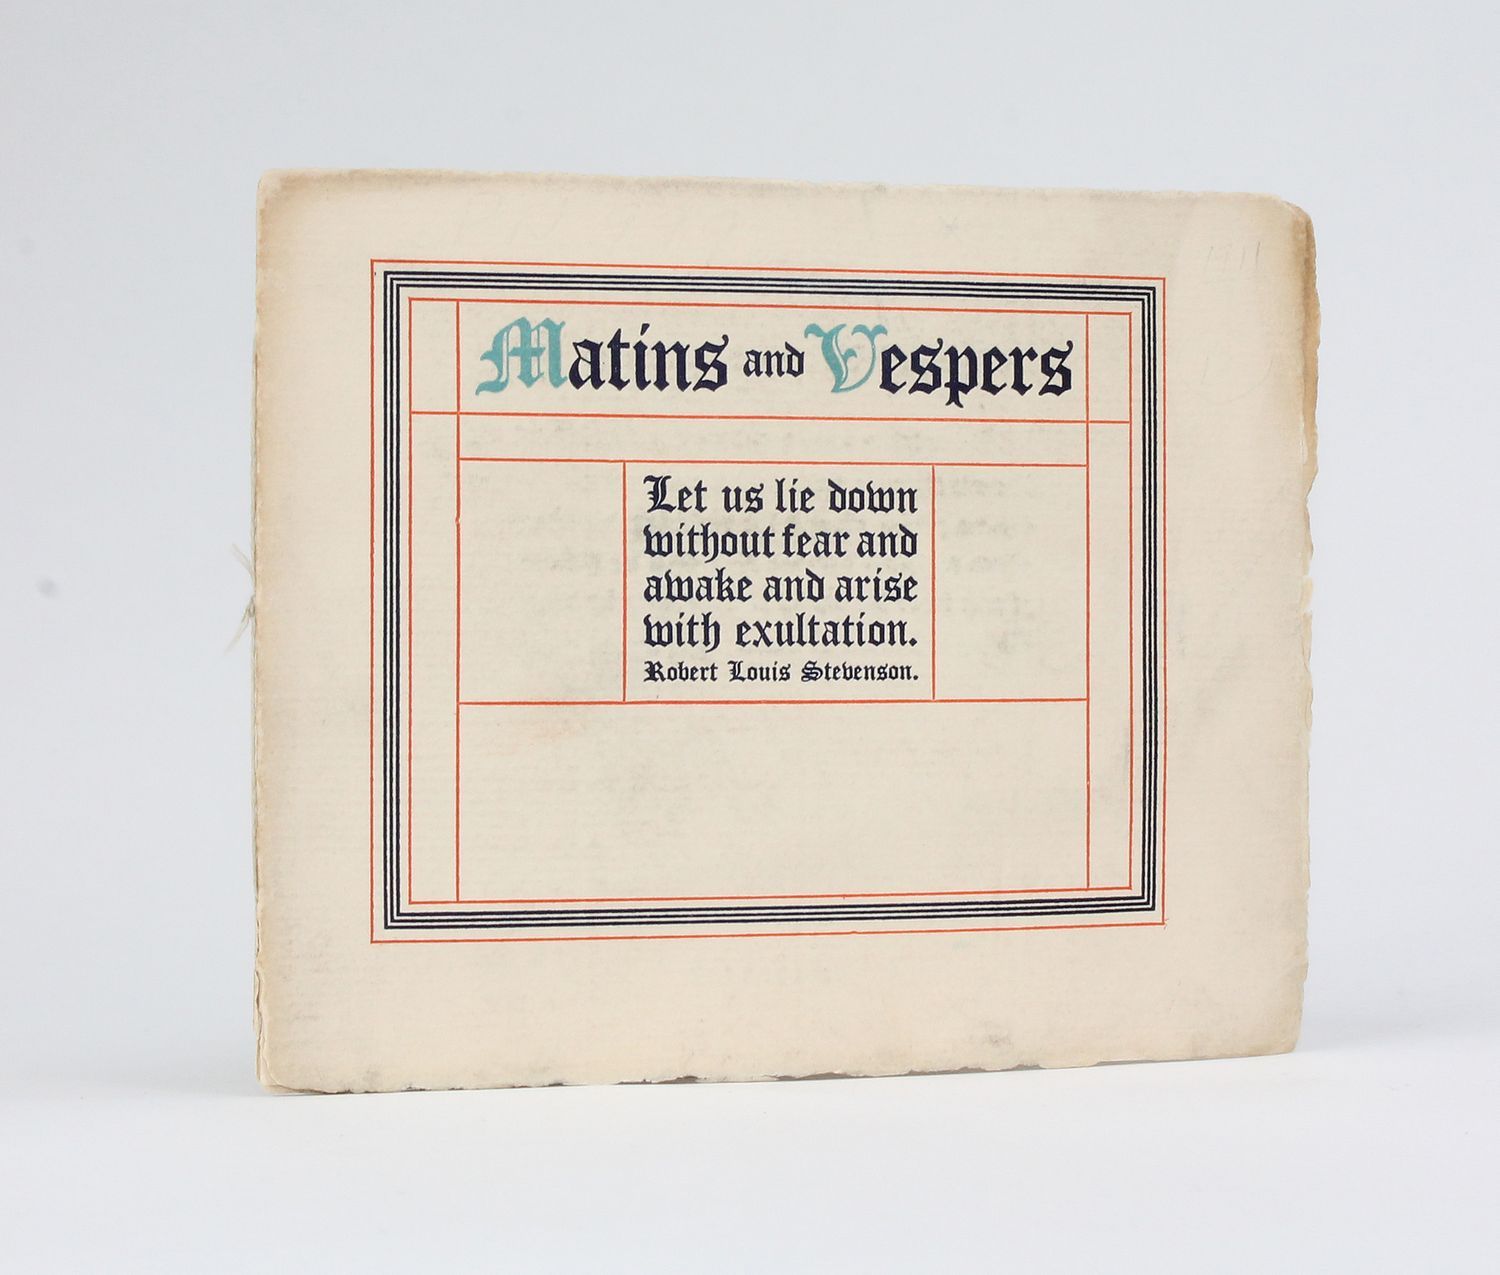 Matins and Vespers
Let us lie down
without fear and
awake and arise
with exultation.
Robert Louis Stevenson.